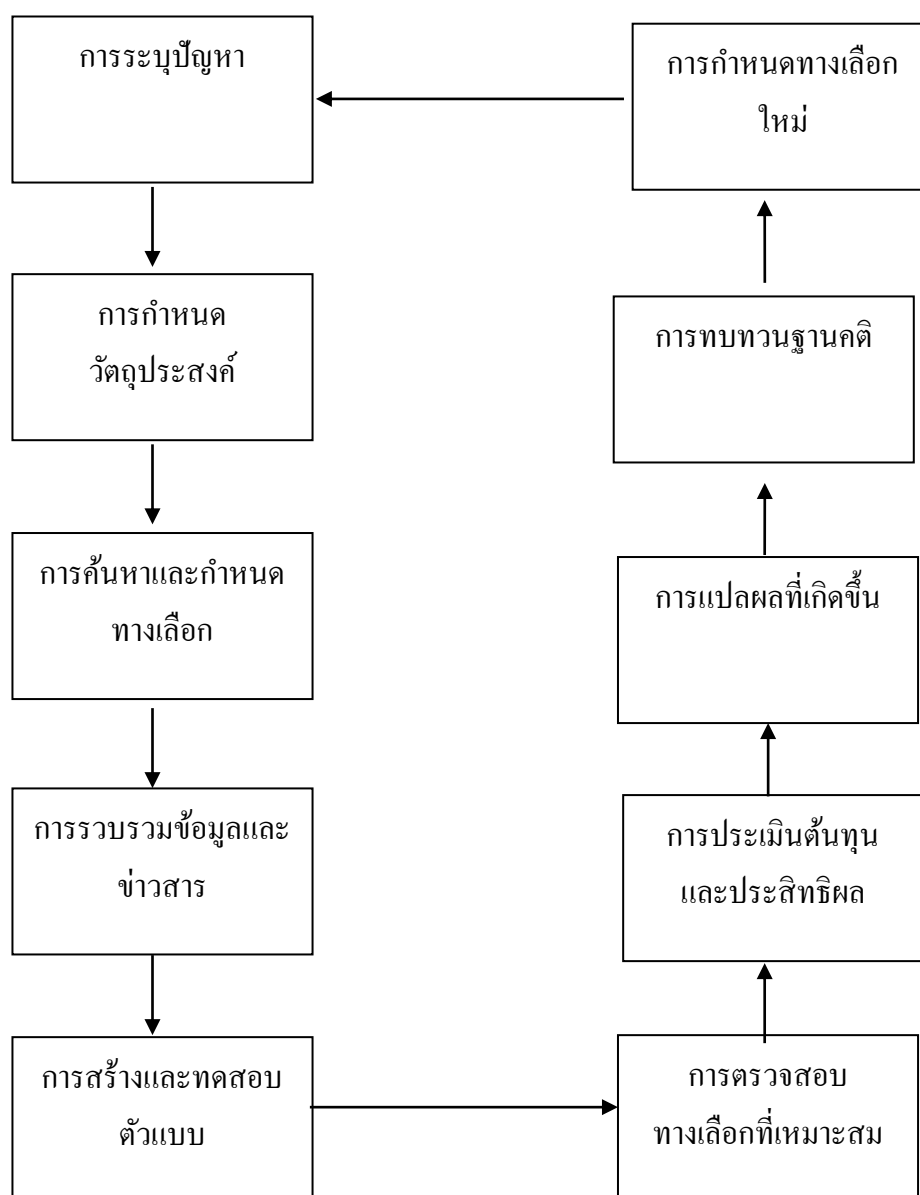 การระบุปัญหา
การกำหนด
วัตถุประสงค์
การค้นหาและกำหนด
ทางเลือก
การรวบรวมข้อมูลและ
ข่าวสาร
การสร้างและทดสอบ
ตัวแบบ
การตรวจสอบ
ทางเลือกที่เหมาะสม
การประเมินต้นทุน
และประสิทธิผล
การแปลผลที่เกิดขึ้น
การทบทวนฐานคติ
การกำหนดทางเลือก
ใหม่